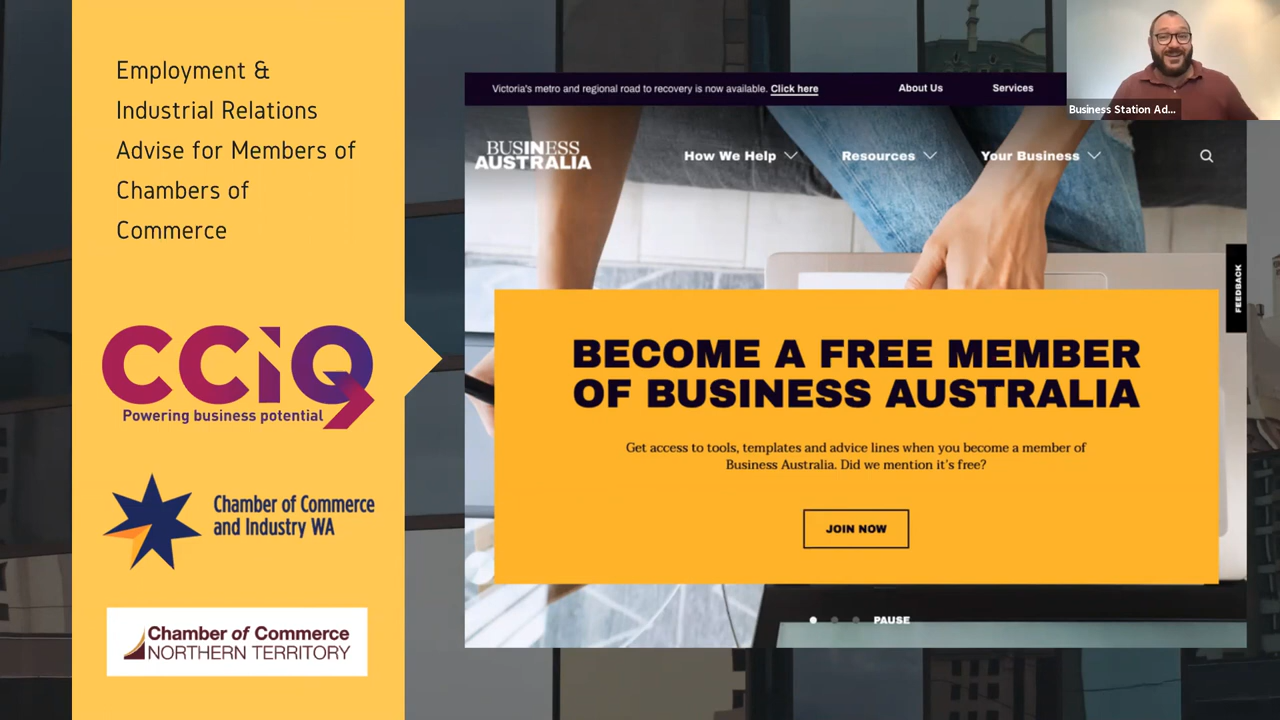 Employment &
Industrial Relations
Advise for Members of
Chambers of
Commerce
CCIQ
Powering business potential
Chamber of Commerce
and Industry WA
Chamber of Commerce
NORTHERN TERRITORY
Victoria's metro and regional road to recovery is now available. Click here
About Us
Services
Business Station Ad...
BUSINESS
AUSTRALIA
How We Help
Resources
Your Business
FEEDBACK
BECOME A FREE MEMBER
OF BUSINESS AUSTRALIA
Get access to tools, templates and advice lines when you become a member of
Business Australia. Did we mention it's free?
JOIN NOW
PAUSE